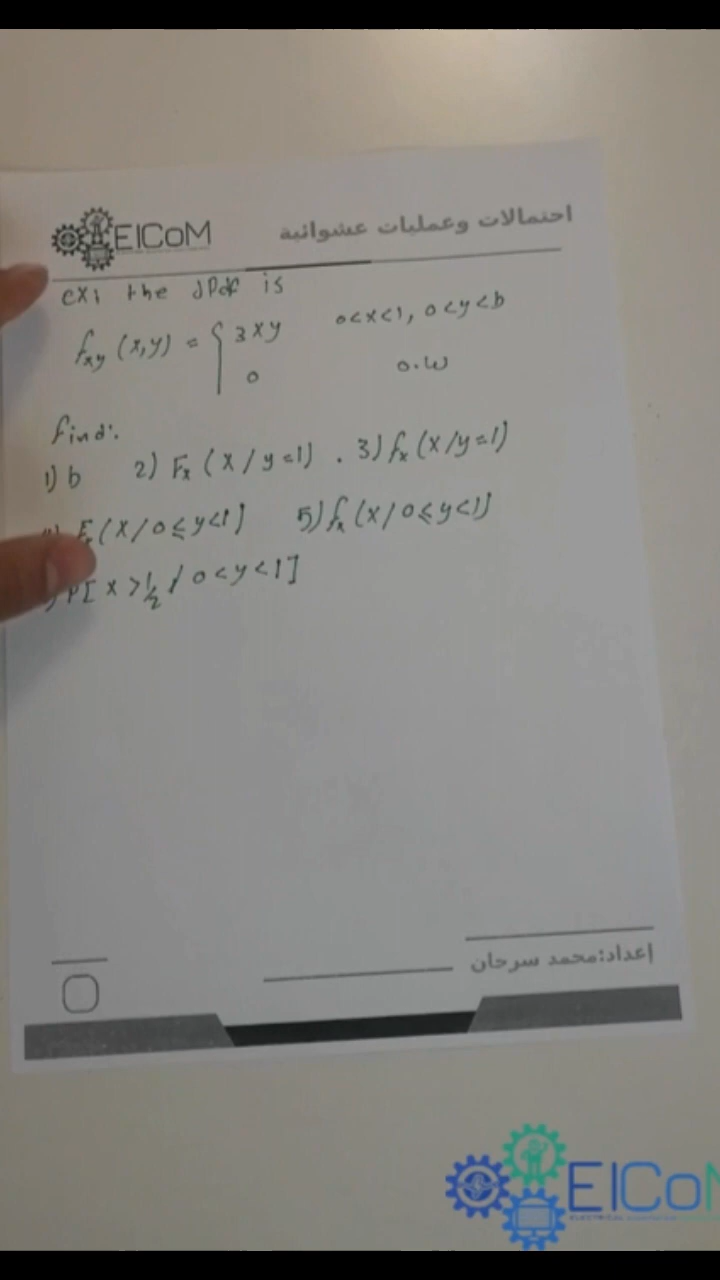 EICoM
احتمالات وعمليات عشوائية
ex: the JPdf is
fxy (x,y) = { 3xy 0<x<1, 0<y<b
0 o.w
find:
1) b 2) Fx (x/y=1) . 3) fx (x/y=1)
Fx (x/0≤y<1) 5) fx (x/0≤y<1)
P[x>1/2 / 0<y<1]
إعداد:محمد سرحان
EICoM